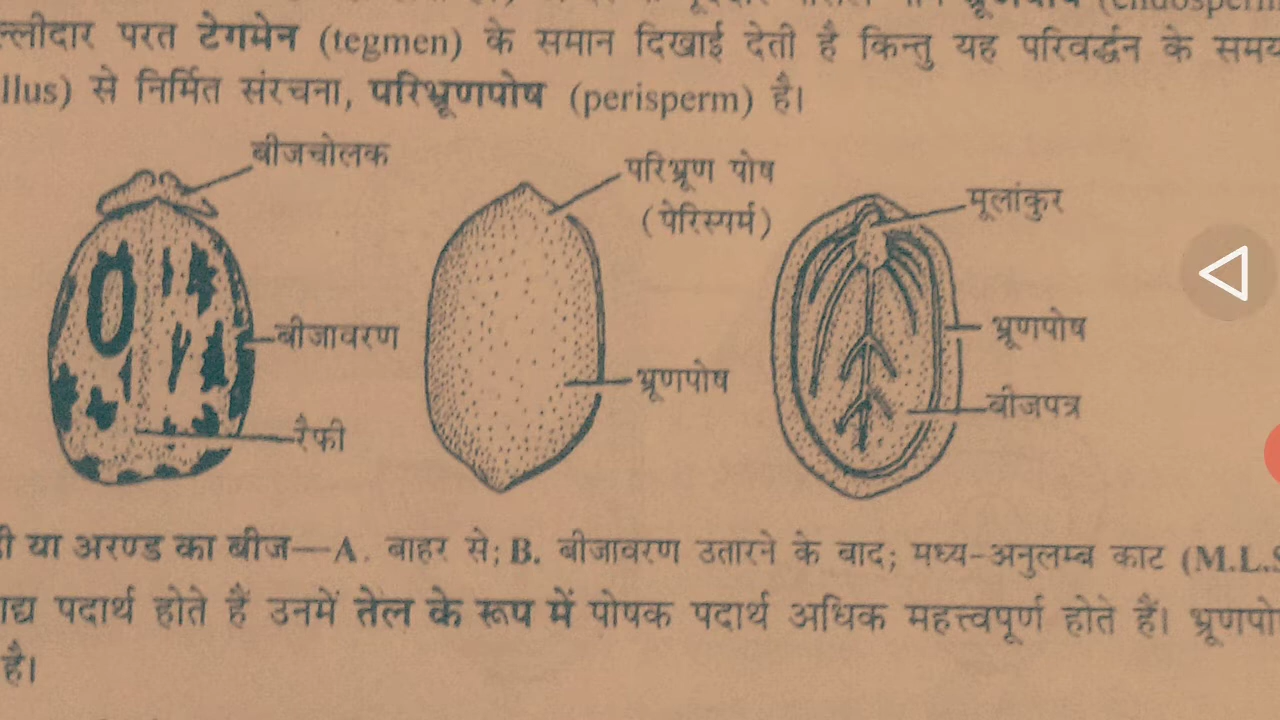 भ्रूणपोष (endosperm
ल्लीदार परत टेगमेन (tegmen) के समान दिखाई देती है किन्तु यह परिवर्द्धन के समय
llus) से निर्मित संरचना, परिभ्रूणपोष (perisperm) है।
बीजचोलक
परिभ्रूण पोष
(पेरिस्पर्म)
मूलांकुर
बीजावरण
भ्रूणपोष
भ्रूणपोष
बीजपत्र
रैफी
डी या अरण्ड का बीज—A. बाहर से; B. बीजावरण उतारने के बाद; मध्य-अनुलम्ब काट (M.L.S
ाद्य पदार्थ होते हैं उनमें तेल के रूप में पोषक पदार्थ अधिक महत्त्वपूर्ण होते हैं। भ्रूणपो
है।